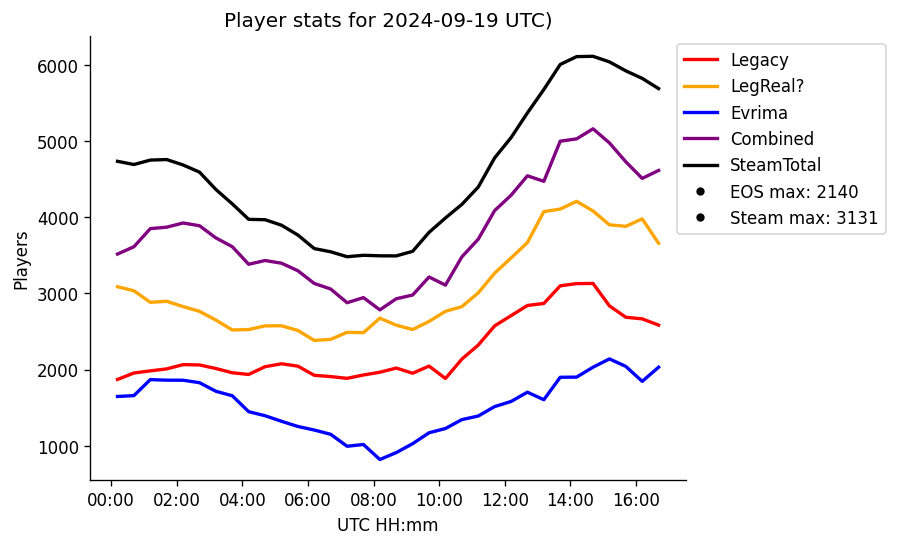 Player stats for 2024-09-19 UTC)
6000
5000
4000
3000
2000
1000
Players
00:00 02:00 04:00 06:00 08:00 10:00 12:00 14:00 16:00
UTC HH:mm
Legacy
LegReal?
Evrima
Combined
SteamTotal
EOS max: 2140
Steam max: 3131